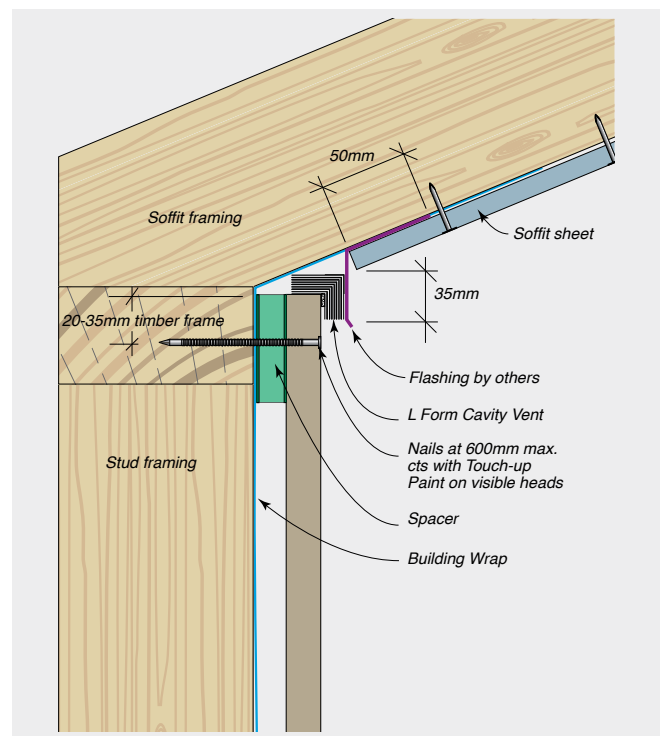 50mm
Soffit framing
Soffit sheet
35mm
20-35mm timber frame
Flashing by others
L Form Cavity Vent
Nails at 600mm max.
cts with Touch-up
Paint on visible heads
Stud framing
Spacer
Building Wrap